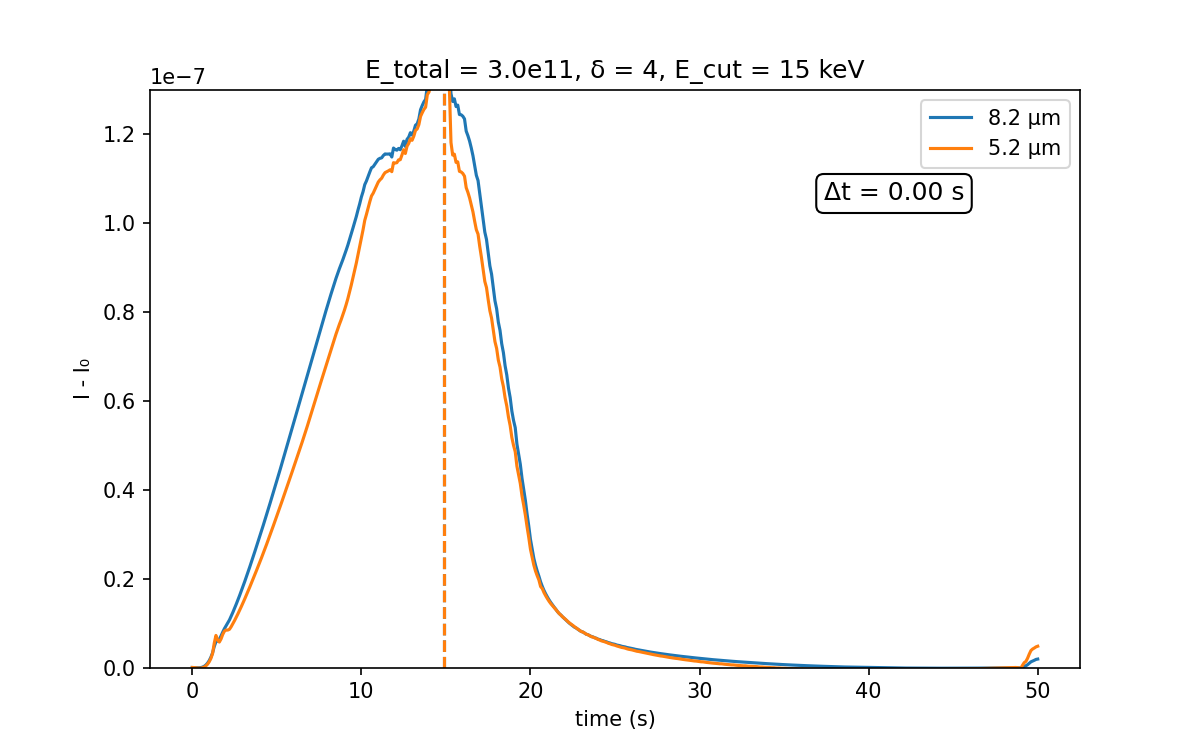 E_total = 3.0e11, δ = 4, E_cut = 15 keV
1e−7
8.2 μm
5.2 μm
Δt = 0.00 s
1.2
1.0
0.8
0.6
0.4
0.2
0.0
I - I₀
0 10 20 30 40 50
time (s)